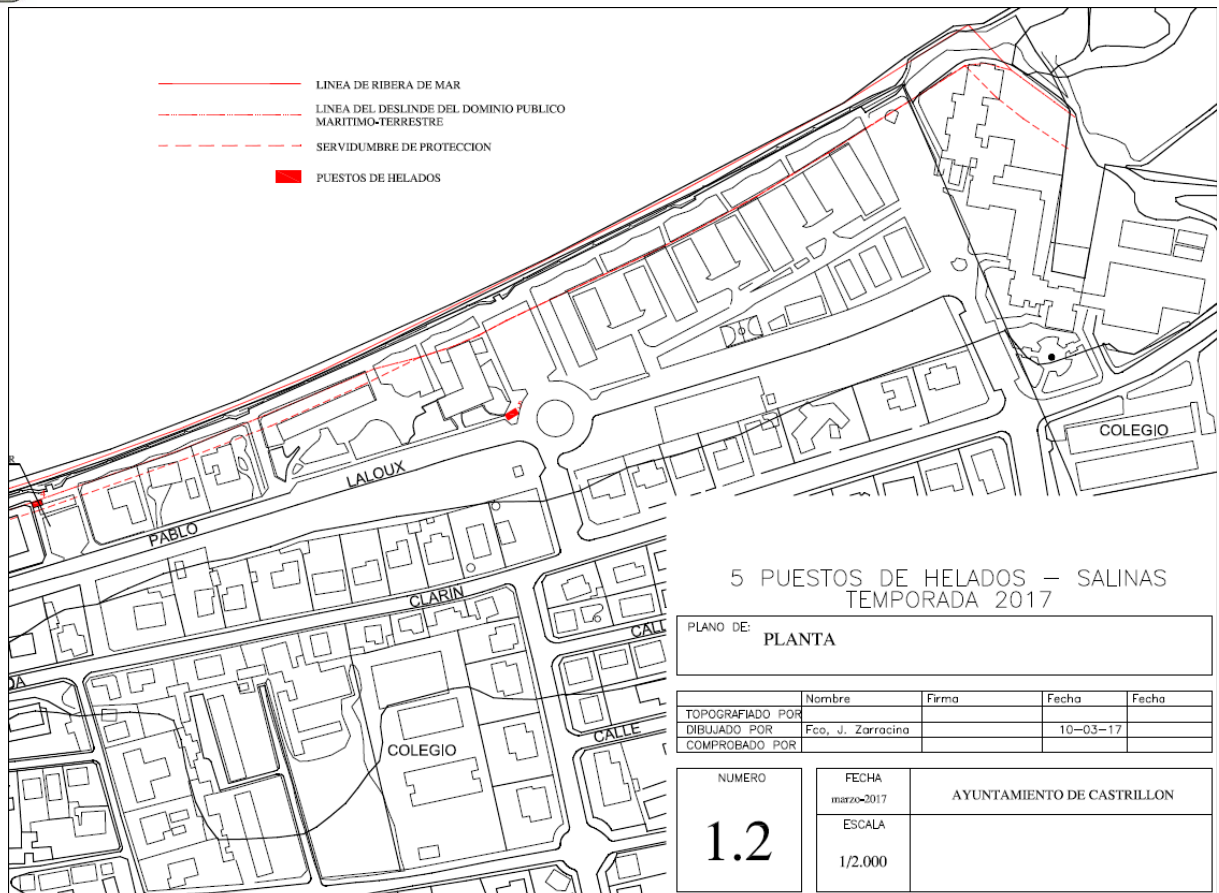 LINEA DE RIBERA DE MAR
LINEA DEL DESLINDE DEL DOMINIO PUBLICO
MARITIMO-TERRESTRE
SERVIDUMBRE DE PROTECCION
PUESTOS DE HELADOS
COLEGIO
LALOUX
PABLO
CLARIN
CALL
DA
COLEGIO
CALLE
5 PUESTOS DE HELADOS — SALINAS
TEMPORADA 2017
PLANO DE:
PLANTA
Nombre Firma Fecha Fecha
TOPOGRAFIADO POR
DIBUJADO POR Fco, J. Zarracina 10-03-17
COMPROBADO POR
NUMERO
1.2
FECHA
marzo-2017
AYUNTAMIENTO DE CASTRILLON
ESCALA
1/2.000